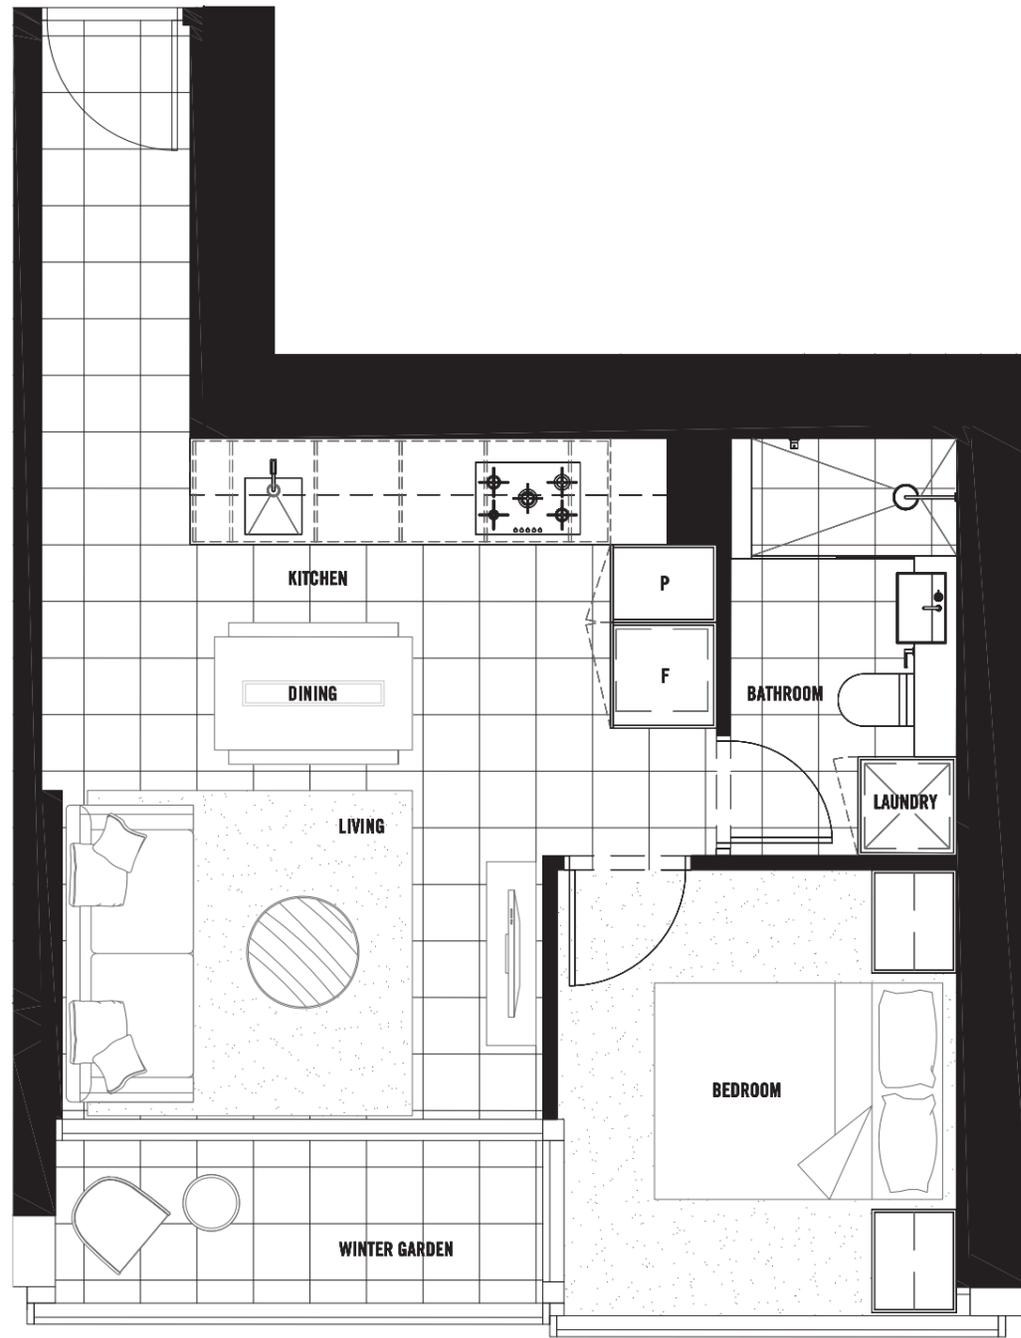 KITCHEN
P
F
DINING
BATHROOM
LAUNDRY
LIVING
BEDROOM
WINTER GARDEN